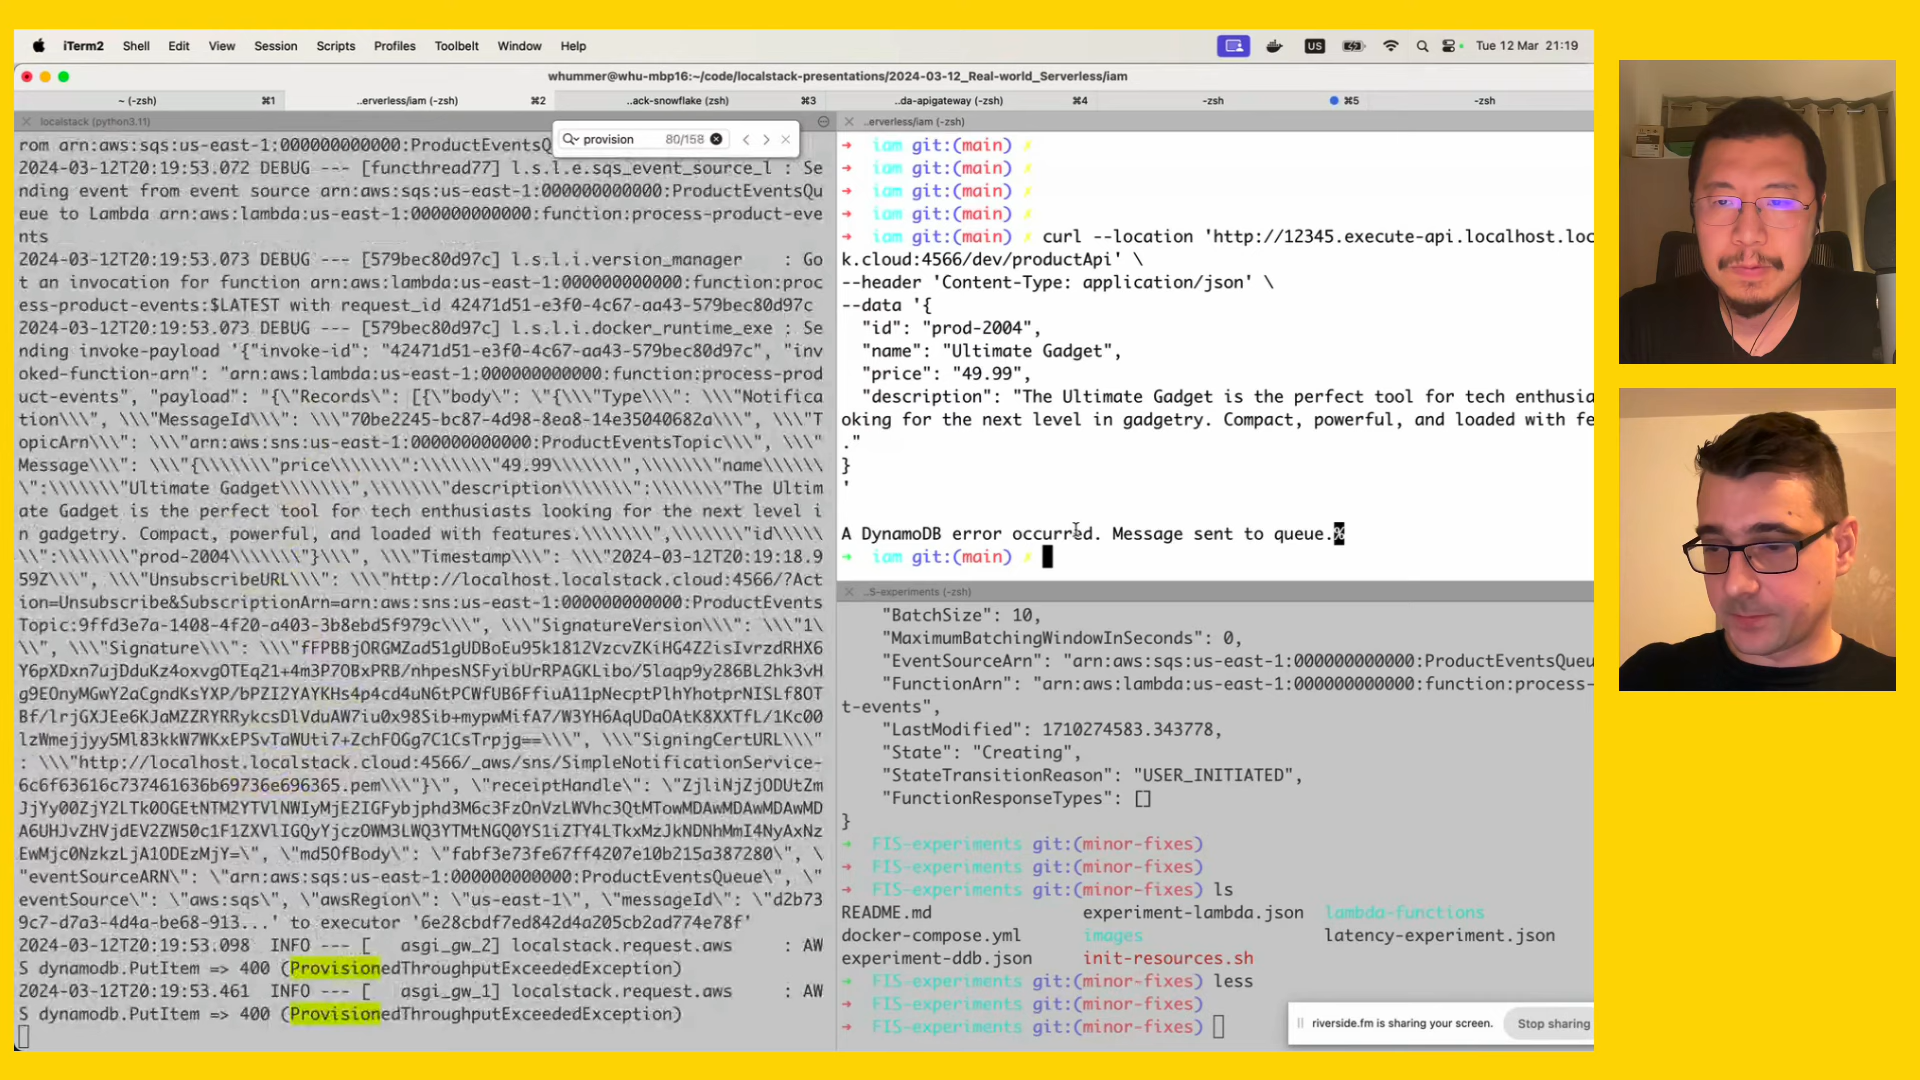 iTerm2 Shell Edit View Session Scripts Profiles Toolbelt Window Help US Tue 12 Mar 21:19
whummer@whu-mbp16:~/code/localstack-presentations/2024-03-12_Real-world_Serverless/iam
~ (-zsh) ⌘1 ..erverless/iam (-zsh) ⌘2 ..ack-snowflake (zsh) ⌘3 ..da-apigateway (-zsh) ⌘4 -zsh ⌘5 -zsh
localstack (python3.11)
provision 80/158
rom arn:aws:sqs:us-east-1:000000000000:ProductEventsQ
2024-03-12T20:19:53.072 DEBUG --- [functhread77] l.s.l.e.sqs_event_source_l : Se
nding event from event source arn:aws:sqs:us-east-1:000000000000:ProductEventsQu
eue to Lambda arn:aws:lambda:us-east-1:000000000000:function:process-product-eve
nts
2024-03-12T20:19:53.073 DEBUG --- [579bec80d97c] l.s.l.i.version_manager : Go
t an invocation for function arn:aws:lambda:us-east-1:000000000000:function:proc
ess-product-events:$LATEST with request_id 42471d51-e3f0-4c67-aa43-579bec80d97c
2024-03-12T20:19:53.073 DEBUG --- [579bec80d97c] l.s.l.i.docker_runtime_exe : Se
nding invoke-payload '{"invoke-id": "42471d51-e3f0-4c67-aa43-579bec80d97c", "inv
oked-function-arn": "arn:aws:lambda:us-east-1:000000000000:function:process-prod
uct-events", "payload": "{\"Records\": [{\"body\": \"{\\\"Type\\\": \\\"Notifica
tion\\\", \\\"MessageId\\\": \\\"70be2245-bc87-4d98-8ea8-14e35040682a\\\", \\\"T
opicArn\\\": \\\"arn:aws:sns:us-east-1:000000000000:ProductEventsTopic\\\", \\\"
Message\\\": \\\"{\\\\\\\"price\\\\\\\":\\\\\\\"49.99\\\\\\\",\\\\\\\"name\\\\\\
\":\\\\\\\"Ultimate Gadget\\\\\\\",\\\\\\\"description\\\\\\\":\\\\\\\"The Ultim
ate Gadget is the perfect tool for tech enthusiasts looking for the next level i
n gadgetry. Compact, powerful, and loaded with features.\\\\\\\",\\\\\\\"id\\\\\
\\":\\\\\\\"prod-2004\\\\\\\"}\\\", \\\"Timestamp\\\": \\\"2024-03-12T20:19:18.9
59Z\\\", \\\"UnsubscribeURL\\\": \\\"http://localhost.localstack.cloud:4566/?Act
ion=Unsubscribe&SubscriptionArn=arn:aws:sns:us-east-1:000000000000:ProductEvents
Topic:9ffd3e7a-1408-4f20-a403-3b8ebd5f979c\\\", \\\"SignatureVersion\\\": \\\"1\
\\", \\\"Signature\\\":
: \\\"http://localhost.localstack.cloud:4566/_aws/sns/SimpleNotificationService-
6c6f63616c737461636b69736e696365.pem\\\"}\", \"receiptHandle\":
\"md5OfBody\": \"fabf3e73fe67ff4207e10b215a387280\", \
"eventSourceARN\": \"arn:aws:sqs:us-east-1:000000000000:ProductEventsQueue\", \"
eventSource\": \"aws:sqs\", \"awsRegion\": \"us-east-1\", \"messageId\": \"d2b73
9c7-d7a3-4d4a-be68-913...' to executor '6e28cbdf7ed842d4a205cb2ad774e78f'
2024-03-12T20:19:53.098 INFO --- [ asgi_gw_2] localstack.request.aws : AW
S dynamodb.PutItem => 400 (ProvisionedThroughputExceededException)
2024-03-12T20:19:53.461 INFO --- [ asgi_gw_1] localstack.request.aws : AW
S dynamodb.PutItem => 400 (ProvisionedThroughputExceededException)
..erverless/iam (-zsh)
➜ iam git:(main) ✗
➜ iam git:(main) ✗
➜ iam git:(main) ✗
➜ iam git:(main) ✗
➜ iam git:(main) ✗ curl --location 'http://12345.execute-api.localhost.loc
k.cloud:4566/dev/productApi' \
--header 'Content-Type: application/json' \
--data '{
"id": "prod-2004",
"name": "Ultimate Gadget",
"price": "49.99",
"description": "The Ultimate Gadget is the perfect tool for tech enthusia
oking for the next level in gadgetry. Compact, powerful, and loaded with fe
."
}
'
A DynamoDB error occurred. Message sent to queue.%
➜ iam git:(main) ✗
..S-experiments (-zsh)
"BatchSize": 10,
"MaximumBatchingWindowInSeconds": 0,
"EventSourceArn": "arn:aws:sqs:us-east-1:000000000000:ProductEventsQueu
"FunctionArn": "arn:aws:lambda:us-east-1:000000000000:function:process-
t-events",
"LastModified": 1710274583.343778,
"State": "Creating",
"StateTransitionReason": "USER_INITIATED",
"FunctionResponseTypes": []
}
➜ FIS-experiments git:(minor-fixes)
➜ FIS-experiments git:(minor-fixes)
➜ FIS-experiments git:(minor-fixes) ls
README.md experiment-lambda.json lambda-functions
docker-compose.yml images latency-experiment.json
experiment-ddb.json init-resources.sh
➜ FIS-experiments git:(minor-fixes) less
➜ FIS-experiments git:(minor-fixes)
➜ FIS-experiments git:(minor-fixes)
riverside.fm is sharing your screen. Stop sharing